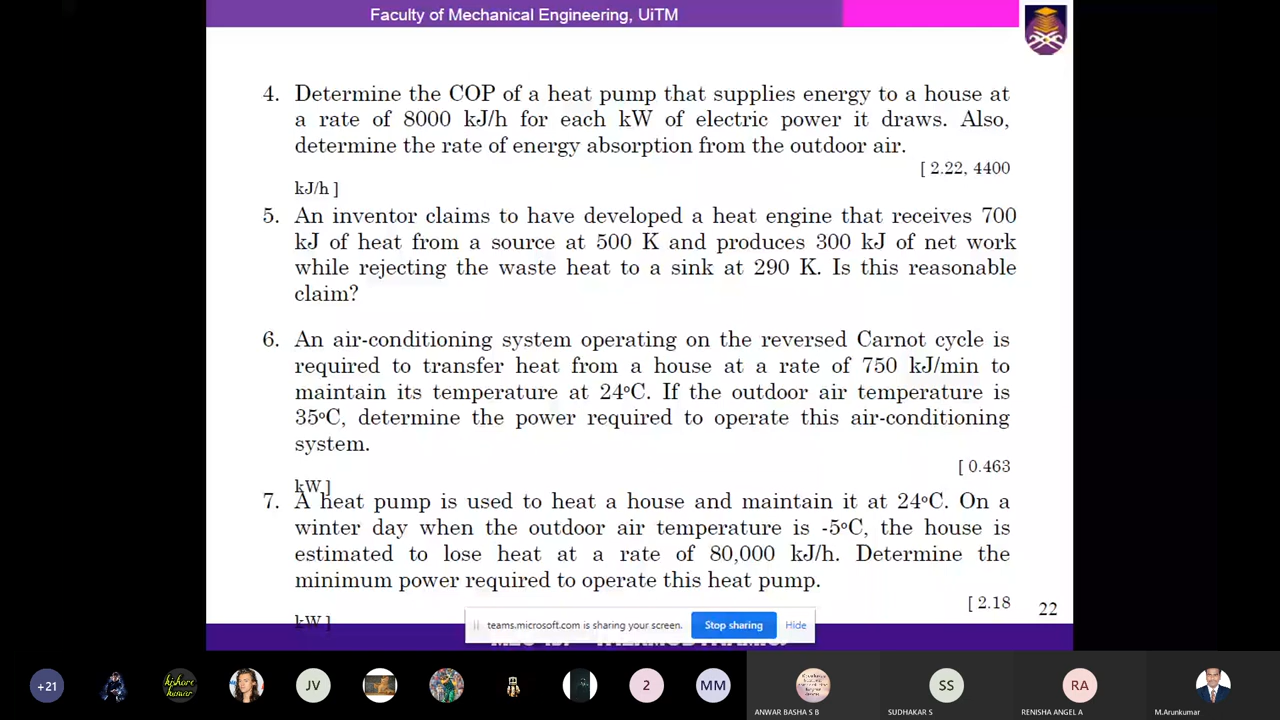 Faculty of Mechanical Engineering, UiTM
4. Determine the COP of a heat pump that supplies energy to a house at
a rate of 8000 kJ/h for each kW of electric power it draws. Also,
determine the rate of energy absorption from the outdoor air.
[ 2.22, 4400
kJ/h ]
5. An inventor claims to have developed a heat engine that receives 700
kJ of heat from a source at 500 K and produces 300 kJ of net work
while rejecting the waste heat to a sink at 290 K. Is this reasonable
claim?
6. An air-conditioning system operating on the reversed Carnot cycle is
required to transfer heat from a house at a rate of 750 kJ/min to
maintain its temperature at 24°C. If the outdoor air temperature is
35°C, determine the power required to operate this air-conditioning
system.
[ 0.463
kW ]
7. A heat pump is used to heat a house and maintain it at 24°C. On a
winter day when the outdoor air temperature is -5°C, the house is
estimated to lose heat at a rate of 80,000 kJ/h. Determine the
minimum power required to operate this heat pump.
[ 2.18
kW ]
22
teams.microsoft.com is sharing your screen. Stop sharing Hide
+21 kishore kumar JV 2 MM SS RA
ANWAR BASHA S B SUDHAKAR S RENISHA ANGEL A M.Arunkumar